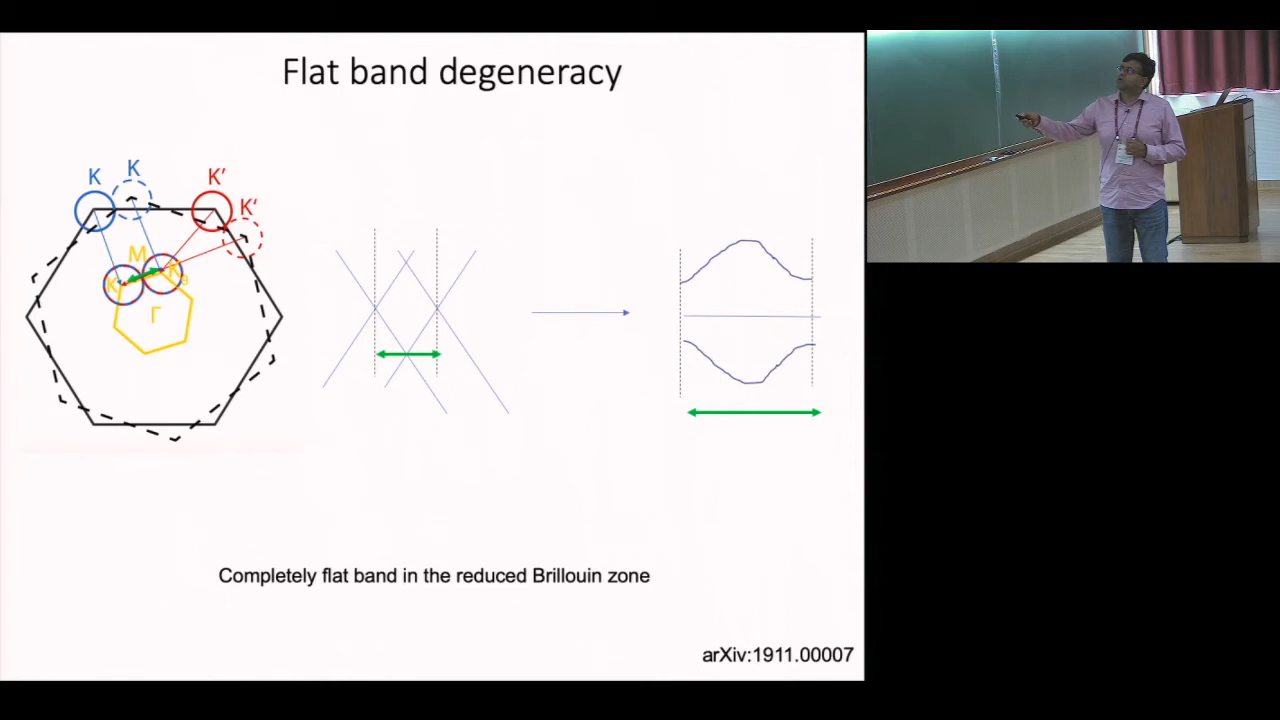 Flat band degeneracy
K
K
K'
K'
M
K
K
Γ
Completely flat band in the reduced Brillouin zone
arXiv:1911.00007